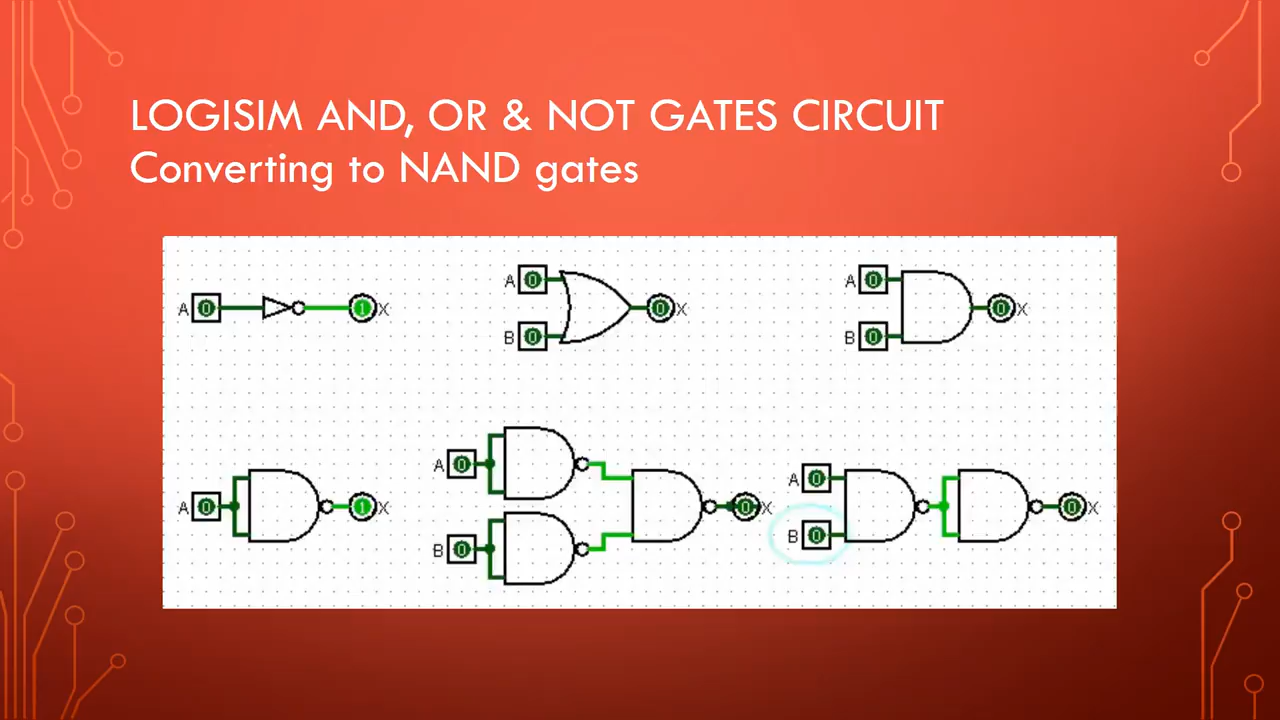 LOGISIM AND, OR & NOT GATES CIRCUIT
Converting to NAND gates
A 0 1 X
A 0
B 0
0 X
A 0
B 0
0 X
A 0 1 X
A 0
B 0
0 X
A 0
B 0
0 X